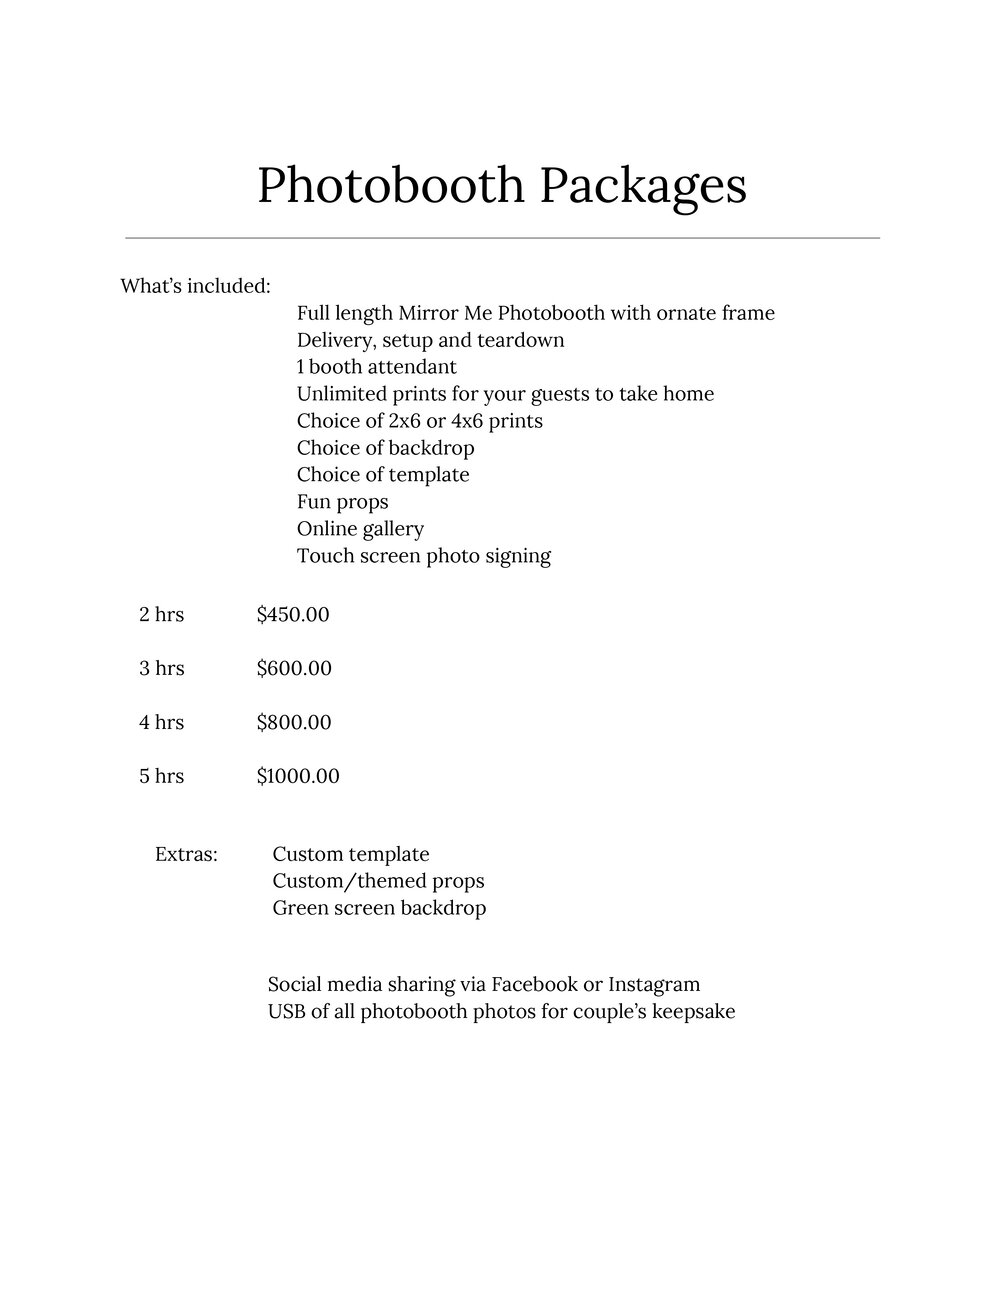 Photobooth Packages
What’s included:
Full length Mirror Me Photobooth with ornate frame
Delivery, setup and teardown
1 booth attendant
Unlimited prints for your guests to take home
Choice of 2x6 or 4x6 prints
Choice of backdrop
Choice of template
Fun props
Online gallery
Touch screen photo signing
2 hrs $450.00
3 hrs $600.00
4 hrs $800.00
5 hrs $1000.00
Extras: Custom template
Custom/themed props
Green screen backdrop
Social media sharing via Facebook or Instagram
USB of all photobooth photos for couple’s keepsake